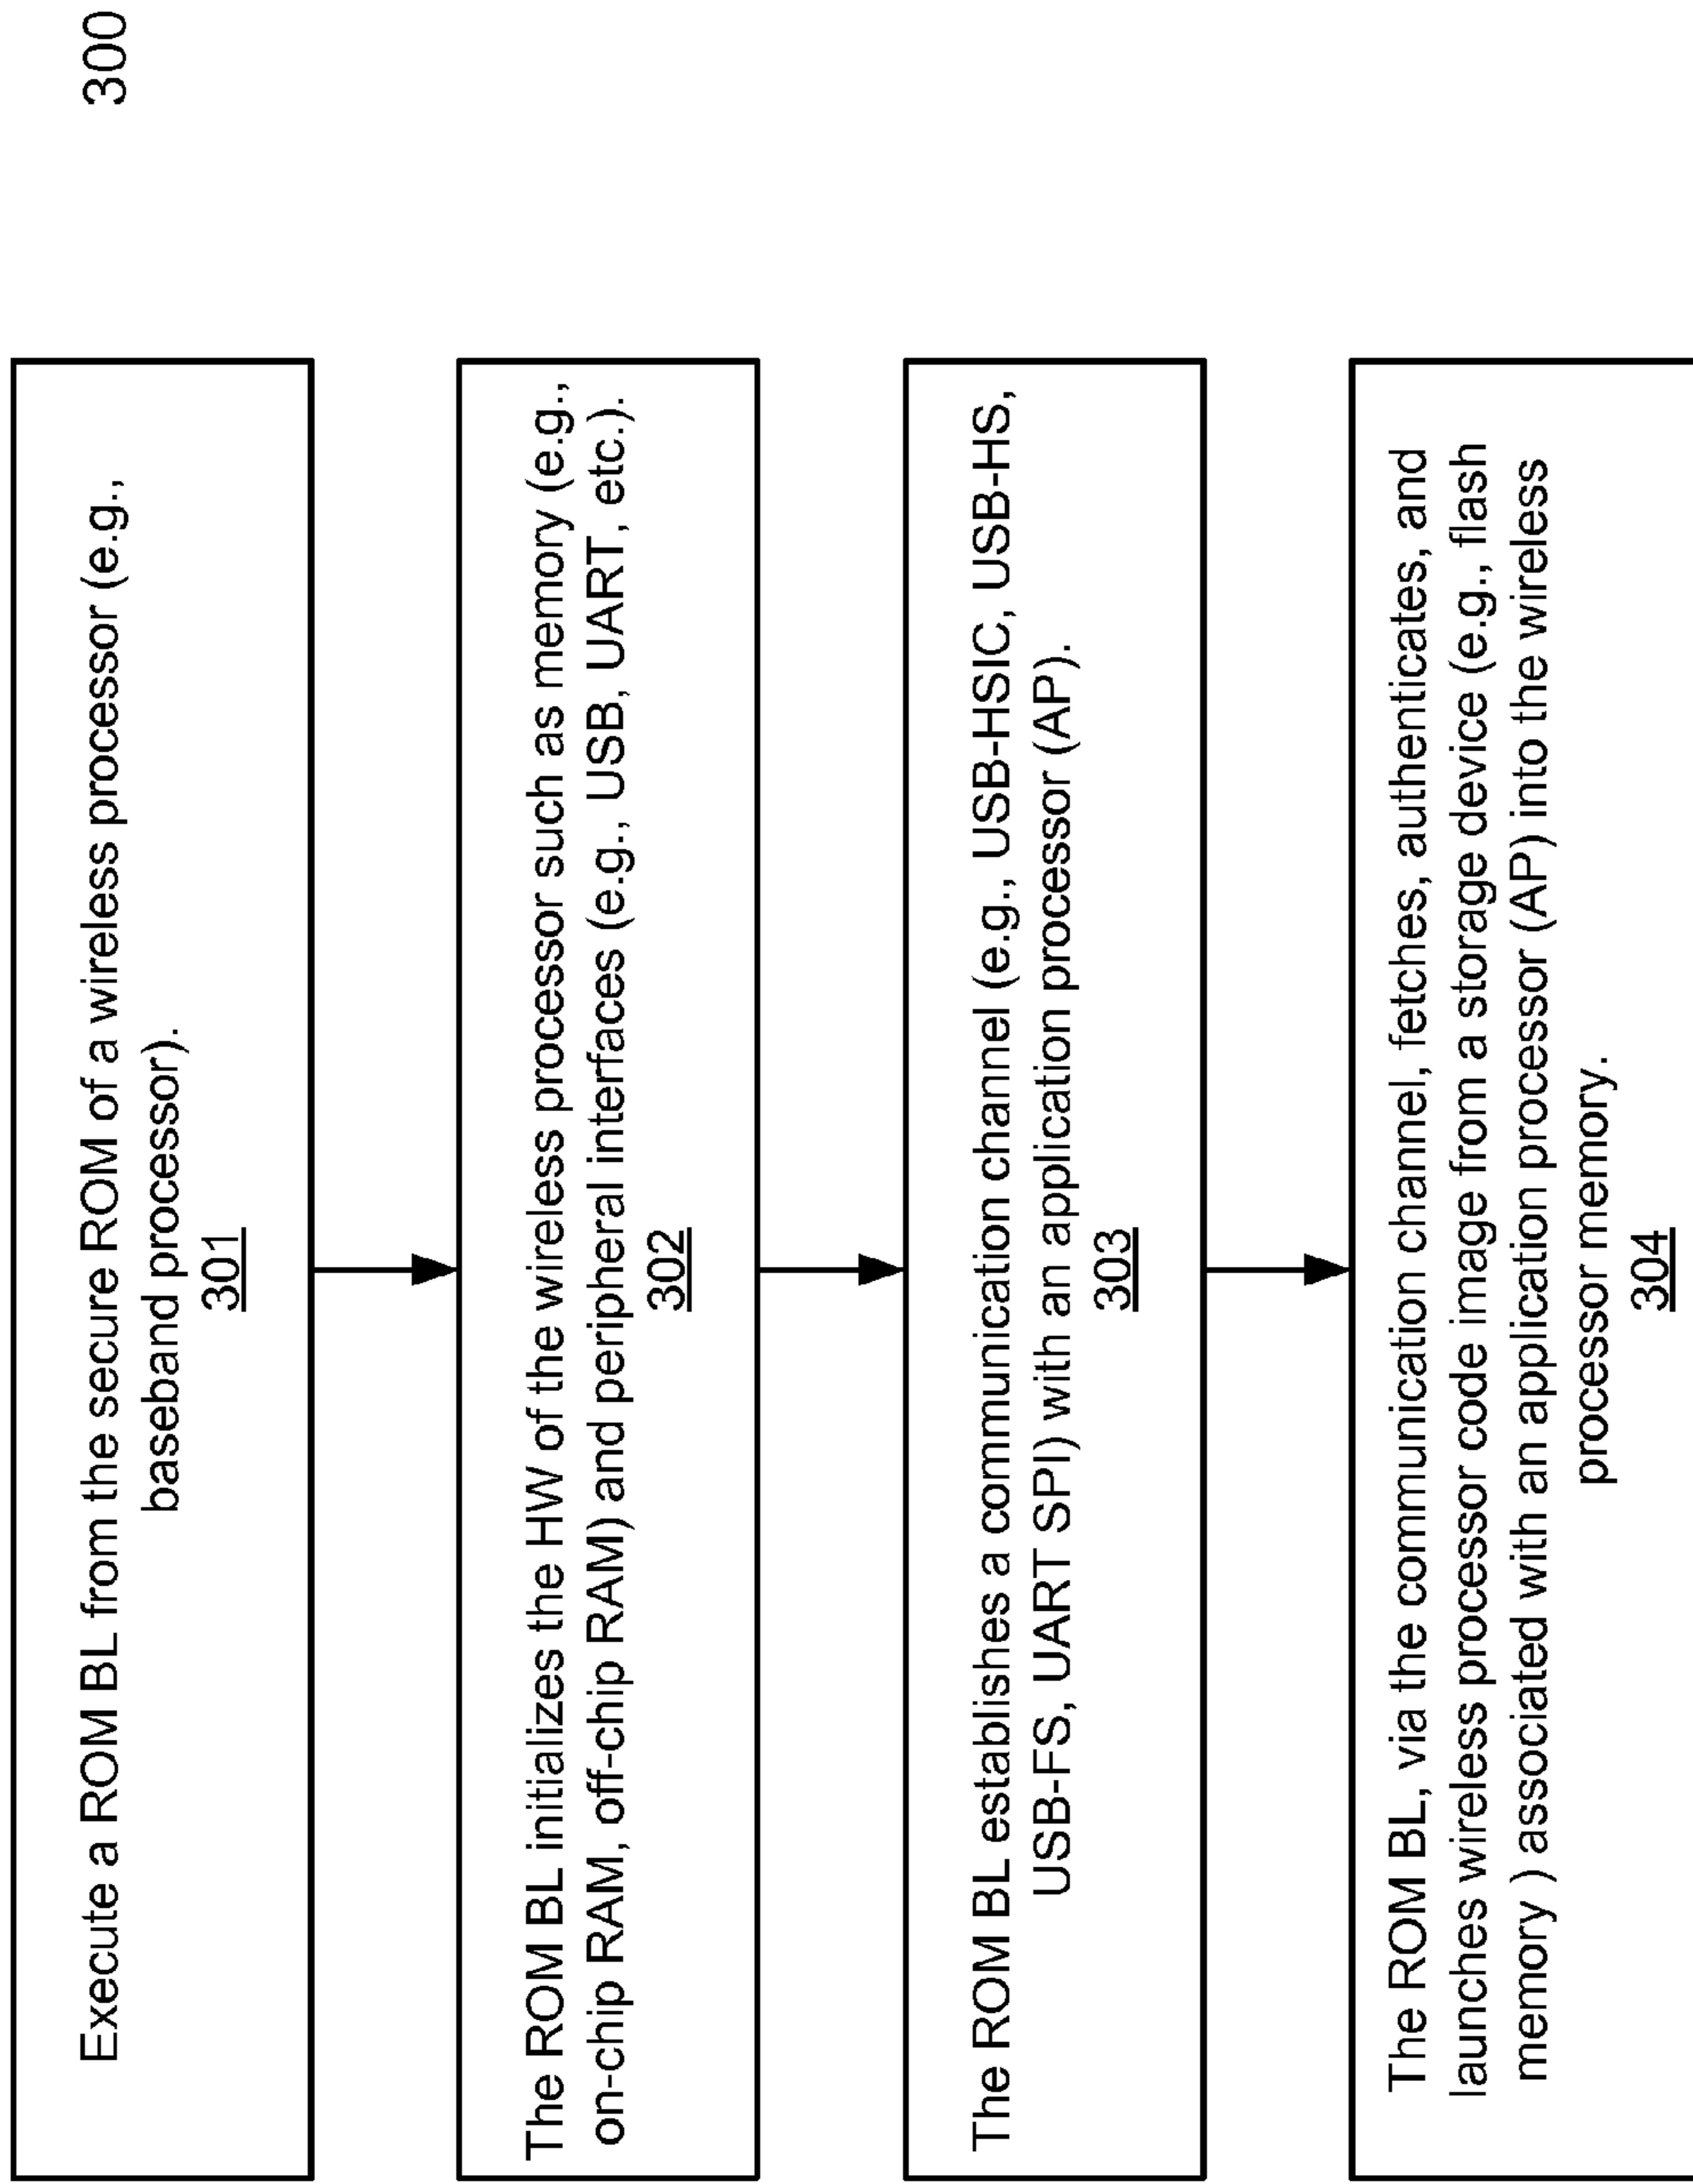 300
Execute a ROM BL from the secure ROM of a wireless processor (e.g.,
baseband processor).
301
The ROM BL initializes the HW of the wireless processor such as memory (e.g.,
on-chip RAM, off-chip RAM) and peripheral interfaces (e.g., USB, UART, etc.).
302
The ROM BL establishes a communication channel (e.g., USB-HSIC, USB-HS,
USB-FS, UART SPI) with an application processor (AP).
303
The ROM BL, via the communication channel, fetches, authenticates, and
launches wireless processor code image from a storage device (e.g., flash
memory ) associated with an application processor (AP) into the wireless
processor memory.
304